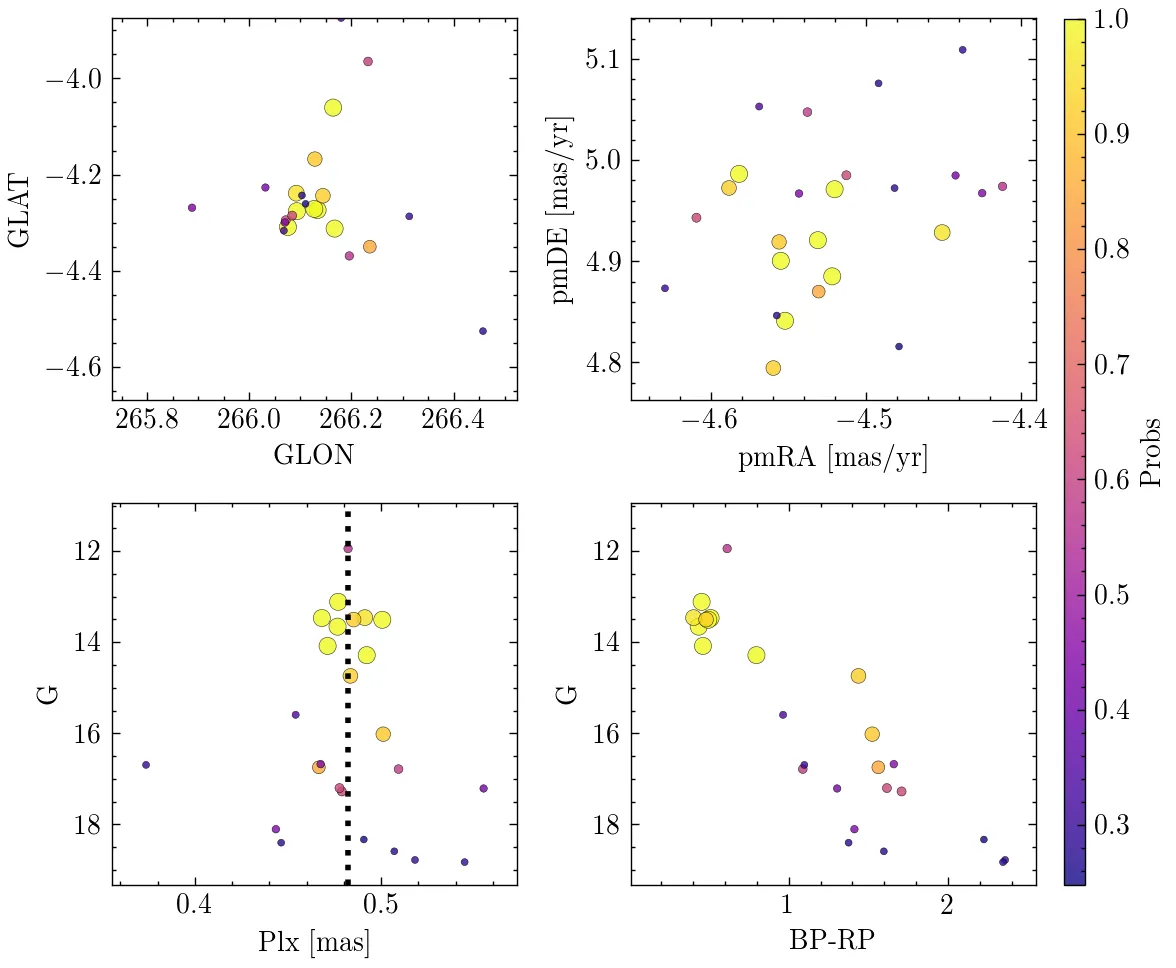 −4.0
−4.2
−4.4
−4.6
GLAT
265.8 266.0 266.2 266.4
GLON
5.1
5.0
4.9
4.8
pmDE [mas/yr]
−4.6 −4.5 −4.4
pmRA [mas/yr]
12
14
16
18
G
0.4 0.5
Plx [mas]
12
14
16
18
G
1 2
BP-RP
1.0
0.9
0.8
0.7
0.6
0.5
0.4
0.3
Probs